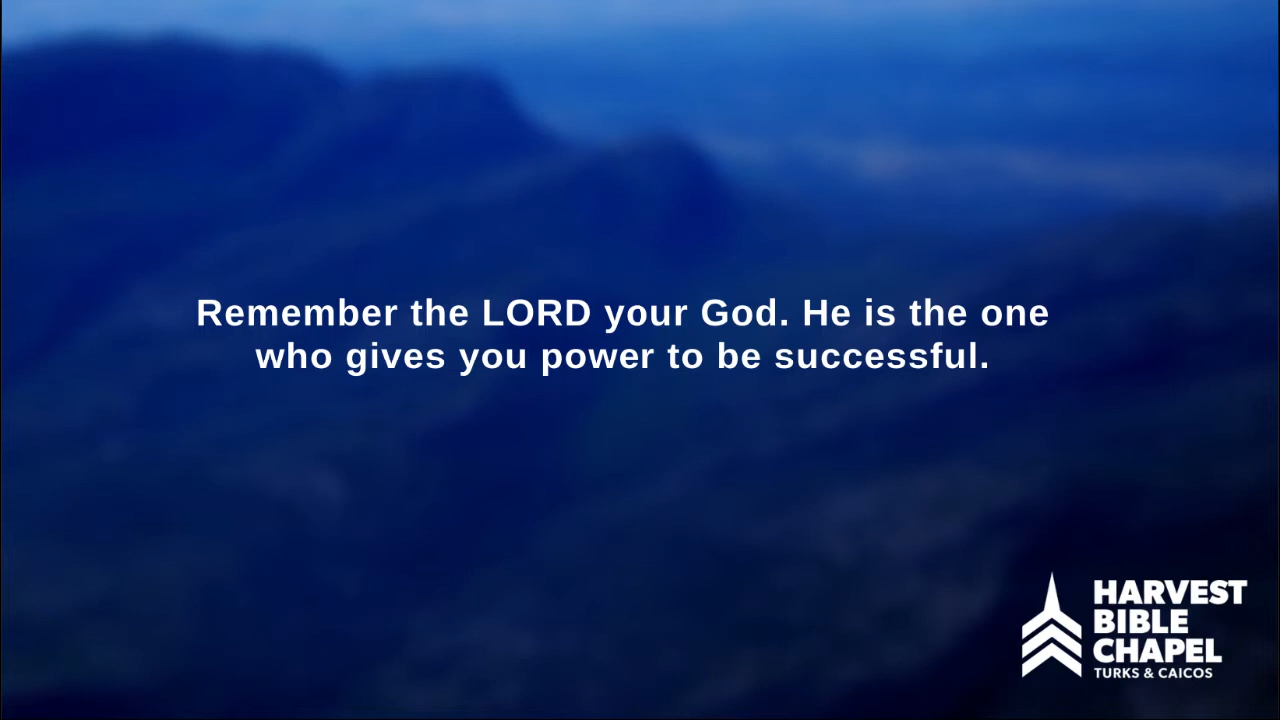 Remember the LORD your God. He is the one
who gives you power to be successful.
HARVEST
BIBLE
CHAPEL
TURKS & CAICOS